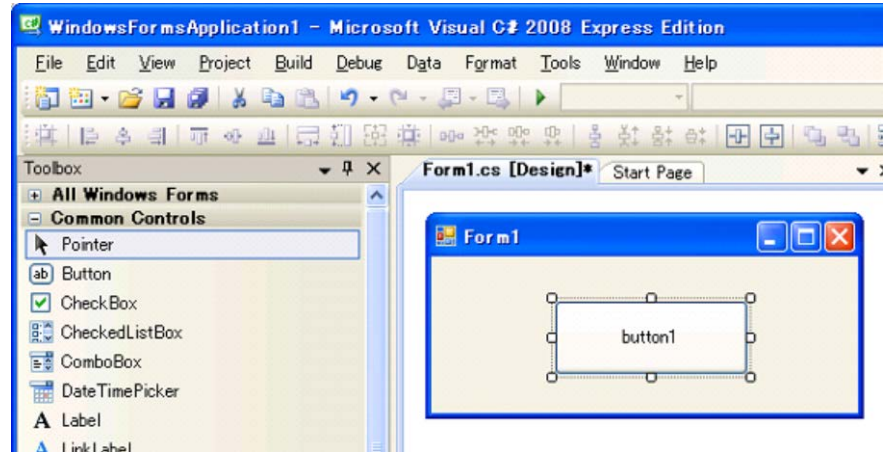 WindowsFormsApplication1 - Microsoft Visual C# 2008 Express Edition
File Edit View Project Build Debug Data Format Tools Window Help
Toolbox
Form1.cs [Design]* Start Page
All Windows Forms
Common Controls
Pointer
Button
CheckBox
CheckedListBox
ComboBox
DateTimePicker
Label
LinkLabel
Form1
button1